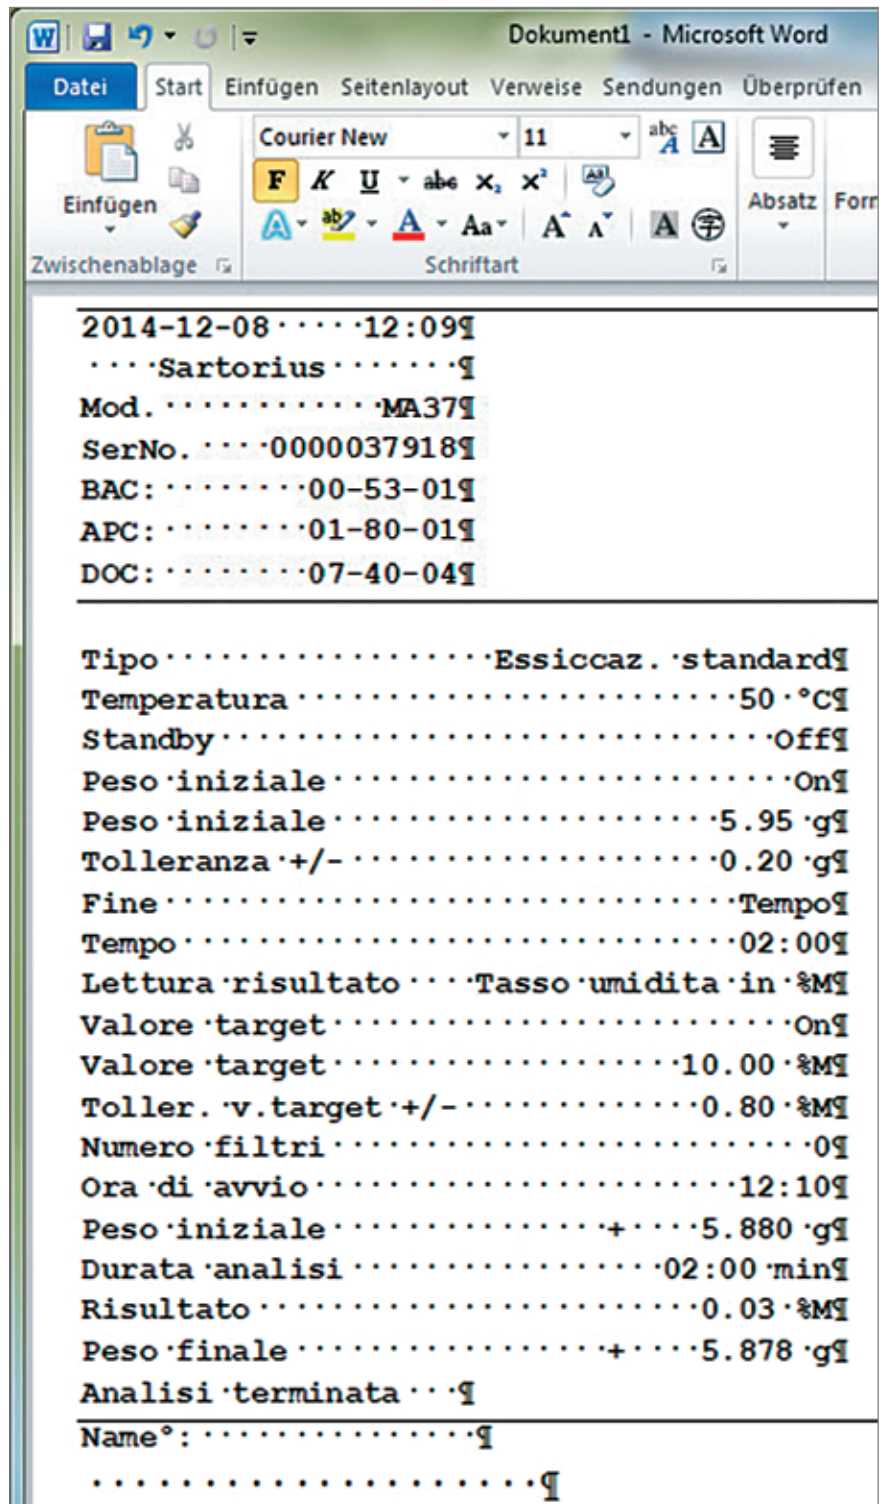 Dokument1 - Microsoft Word
Datei Start Einfügen Seitenlayout Verweise Sendungen Überprüfen
Courier New 11 abc A A
F K U abc X₂ X² Aa
Einfügen Absatz Forr
ab A Aa A A A 字
Zwischenablage Schriftart
2014-12-08·····12:09¶
····Sartorius·······¶
Mod.············MA37¶
SerNo.····0000037918¶
BAC:········00-53-01¶
APC:········01-80-01¶
DOC:········07-40-04¶
Tipo··················Essiccaz.·standard¶
Temperatura························50·°C¶
Standby······························Off¶
Peso·iniziale·························On¶
Peso·iniziale·····················5.95·g¶
Tolleranza·+/-····················0.20·g¶
Fine·······························Tempo¶
Tempo······························02:00¶
Lettura·risultato····Tasso·umidita·in·%M¶
Valore·target·························On¶
Valore·target···················10.00·%M¶
Toller.·v.target·+/-·············0.80·%M¶
Numero·filtri··························0¶
Ora·di·avvio·······················12:10¶
Peso·iniziale···············+····5.880·g¶
Durata·analisi·················02:00·min¶
Risultato························0.03·%M¶
Peso·finale·················+····5.878·g¶
Analisi·terminata···¶
Name°:···············¶
····················¶